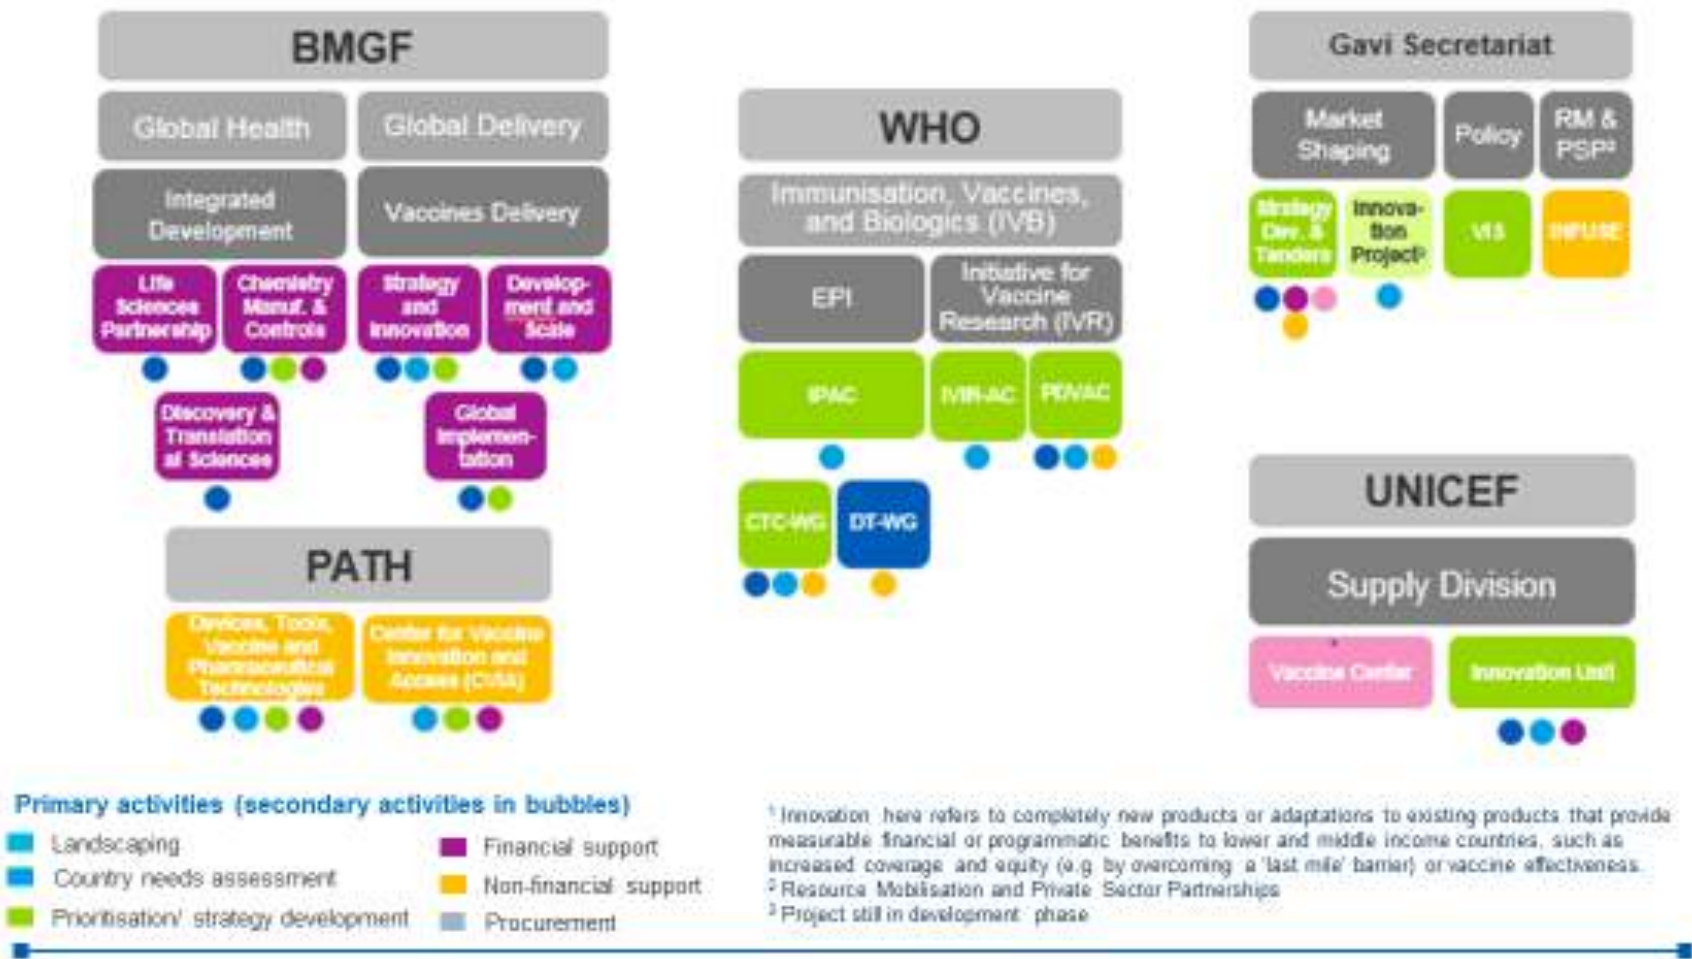 BMGF
Global Health
Global Delivery
Integrated
Development
Vaccines Delivery
Life
Sciences
Partnership
Chemistry
Manuf. &
Controls
Strategy
and
Innovation
Develop-
ment and
Scale
Discovery &
Translation
al Sciences
Global
Implemen-
tation
PATH
Devices, Tools,
Vaccine and
Pharmaceutical
Technologies
Center for Vaccine
Innovation and
Access (CVIA)
WHO
Immunisation, Vaccines,
and Biologics (IVB)
EPI
Initiative for
Vaccine
Research (IVR)
IPAC
IVIR-AC
PDVAC
CTC-WG
DT-WG
Gavi Secretariat
Market
Shaping
Policy
RM &
PSP²
Strategy
Dev. &
Tenders
Innova-
tion
Project³
VIS
INFUSE
UNICEF
Supply Division
Vaccine Center
Innovation Unit
Primary activities (secondary activities in bubbles)
Landscaping
Country needs assessment
Prioritisation/ strategy development
Financial support
Non-financial support
Procurement
¹ Innovation here refers to completely new products or adaptations to existing products that provide
measurable financial or programmatic benefits to lower and middle income countries, such as
increased coverage and equity (e.g. by overcoming a 'last mile' barrier) or vaccine effectiveness.
² Resource Mobilisation and Private Sector Partnerships
³ Project still in development phase